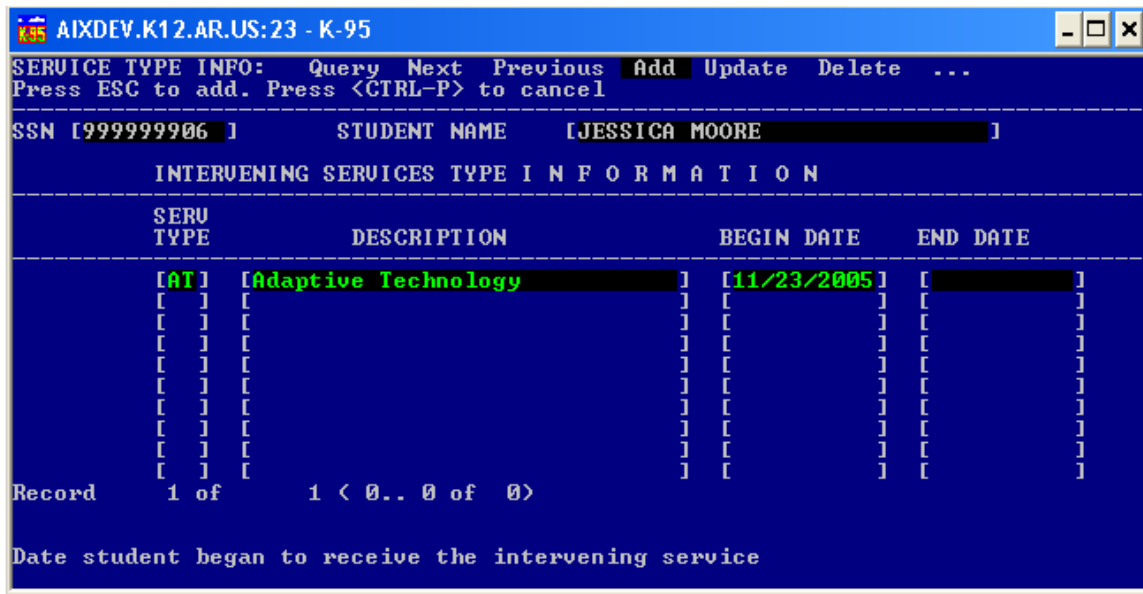 K95 AIXDEV.K12.AR.US:23 - K-95
SERVICE TYPE INFO: Query Next Previous Add Update Delete ...
Press ESC to add. Press <CTRL-P> to cancel
SSN [999999906 ] STUDENT NAME [JESSICA MOORE ]
INTERVENING SERVICES TYPE I N F O R M A T I O N
SERV
TYPE DESCRIPTION BEGIN DATE END DATE
[AT] [Adaptive Technology ] [11/23/2005] [ ]
[ ] [ ] [ ] [ ]
[ ] [ ] [ ] [ ]
[ ] [ ] [ ] [ ]
[ ] [ ] [ ] [ ]
[ ] [ ] [ ] [ ]
[ ] [ ] [ ] [ ]
[ ] [ ] [ ] [ ]
[ ] [ ] [ ] [ ]
[ ] [ ] [ ] [ ]
Record 1 of 1 ( 0.. 0 of 0)
Date student began to receive the intervening service